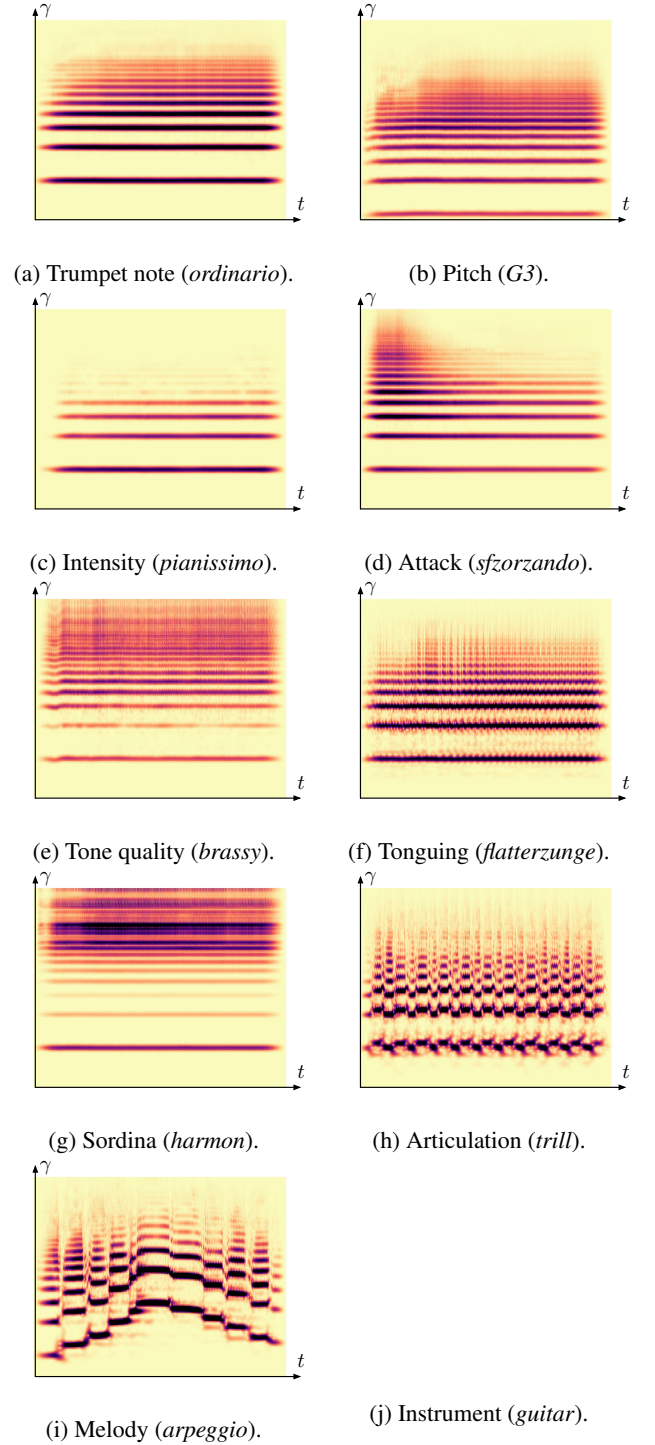 γ γ
t t
(a) Trumpet note (ordinario). (b) Pitch (G3).
γ γ
t t
(c) Intensity (pianissimo). (d) Attack (sfzorzando).
γ γ
t t
(e) Tone quality (brassy). (f) Tonguing (flatterzunge).
γ γ
t t
(g) Sordina (harmon). (h) Articulation (trill).
γ
t
(i) Melody (arpeggio). (j) Instrument (guitar).